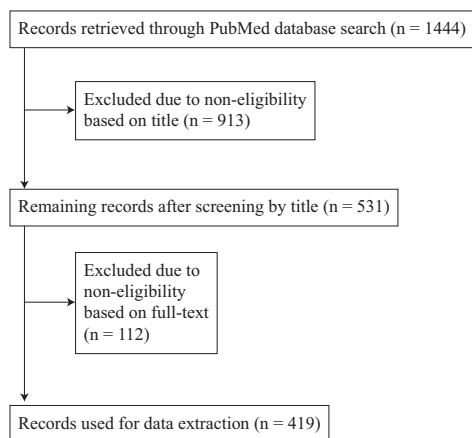 Records retrieved through PubMed database search (n = 1444)
Excluded due to non-eligibility
based on title (n = 913)
Remaining records after screening by title (n = 531)
Excluded due to
non-eligibility
based on full-text
(n = 112)
Records used for data extraction (n = 419)